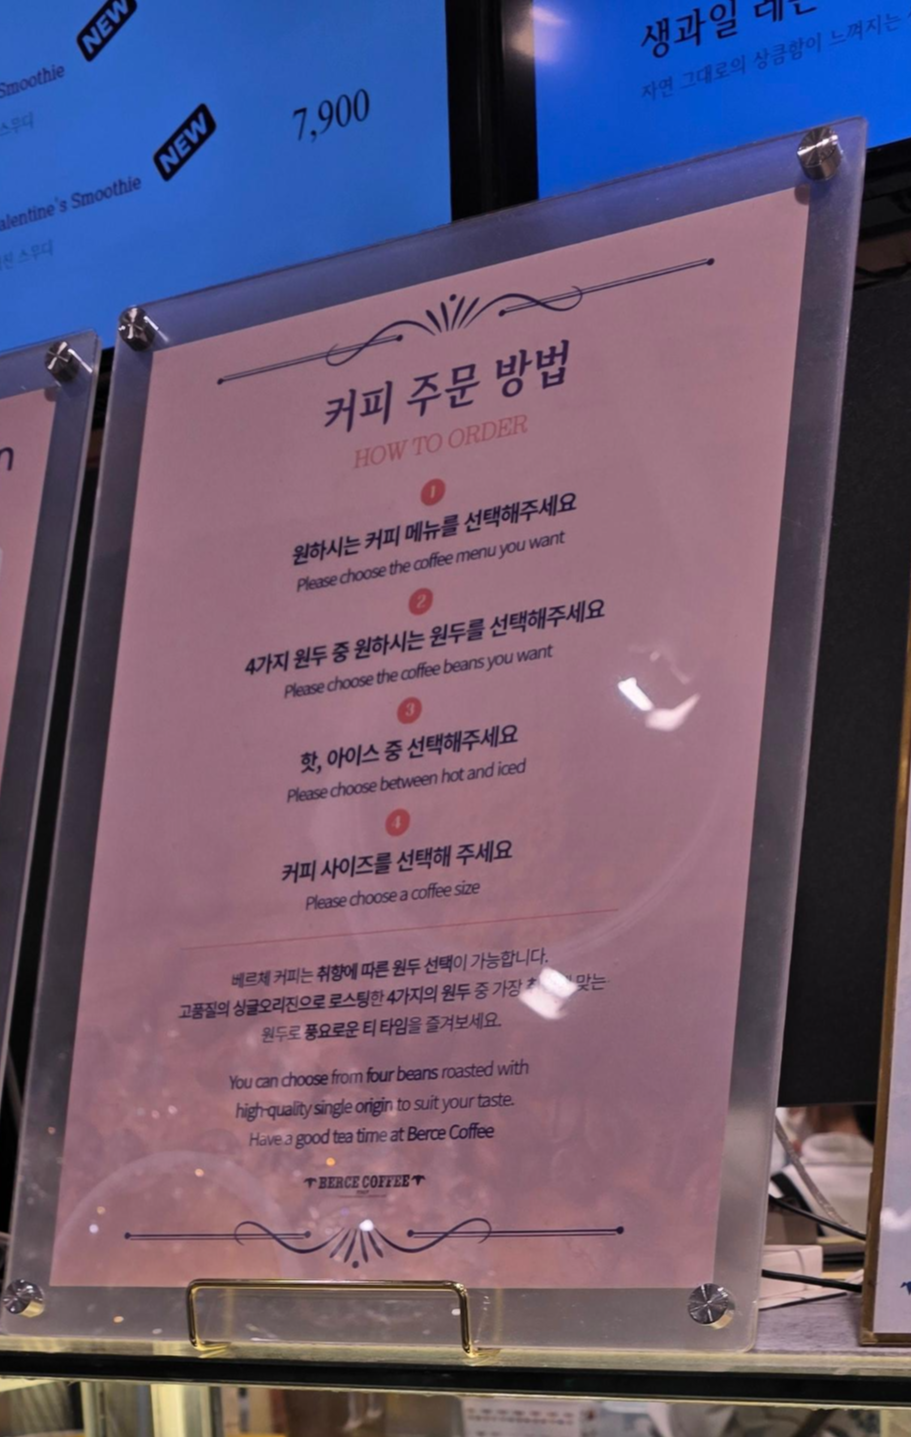 NEW
Smoothie
스무디
NEW
7,900
alentine's Smoothie
스무디
생과일
자연 그대로의 상큼함이 느껴지는
n
커피 주문 방법
HOW TO ORDER
1
원하시는 커피 메뉴를 선택해주세요
Please choose the coffee menu you want
2
4가지 원두 중 원하시는 원두를 선택해주세요
Please choose the coffee beans you want
3
핫, 아이스 중 선택해주세요
Please choose between hot and iced
4
커피 사이즈를 선택해 주세요
Please choose a coffee size
베르체 커피는 취향에 따른 원두 선택이 가능합니다.
고품질의 싱글오리진으로 로스팅한 4가지의 원두 중 가장 맞는
원두로 풍요로운 티 타임을 즐겨보세요.
You can choose from four beans roasted with
high-quality single origin to suit your taste.
Have a good tea time at Berce Coffee
BERCE COFFEE